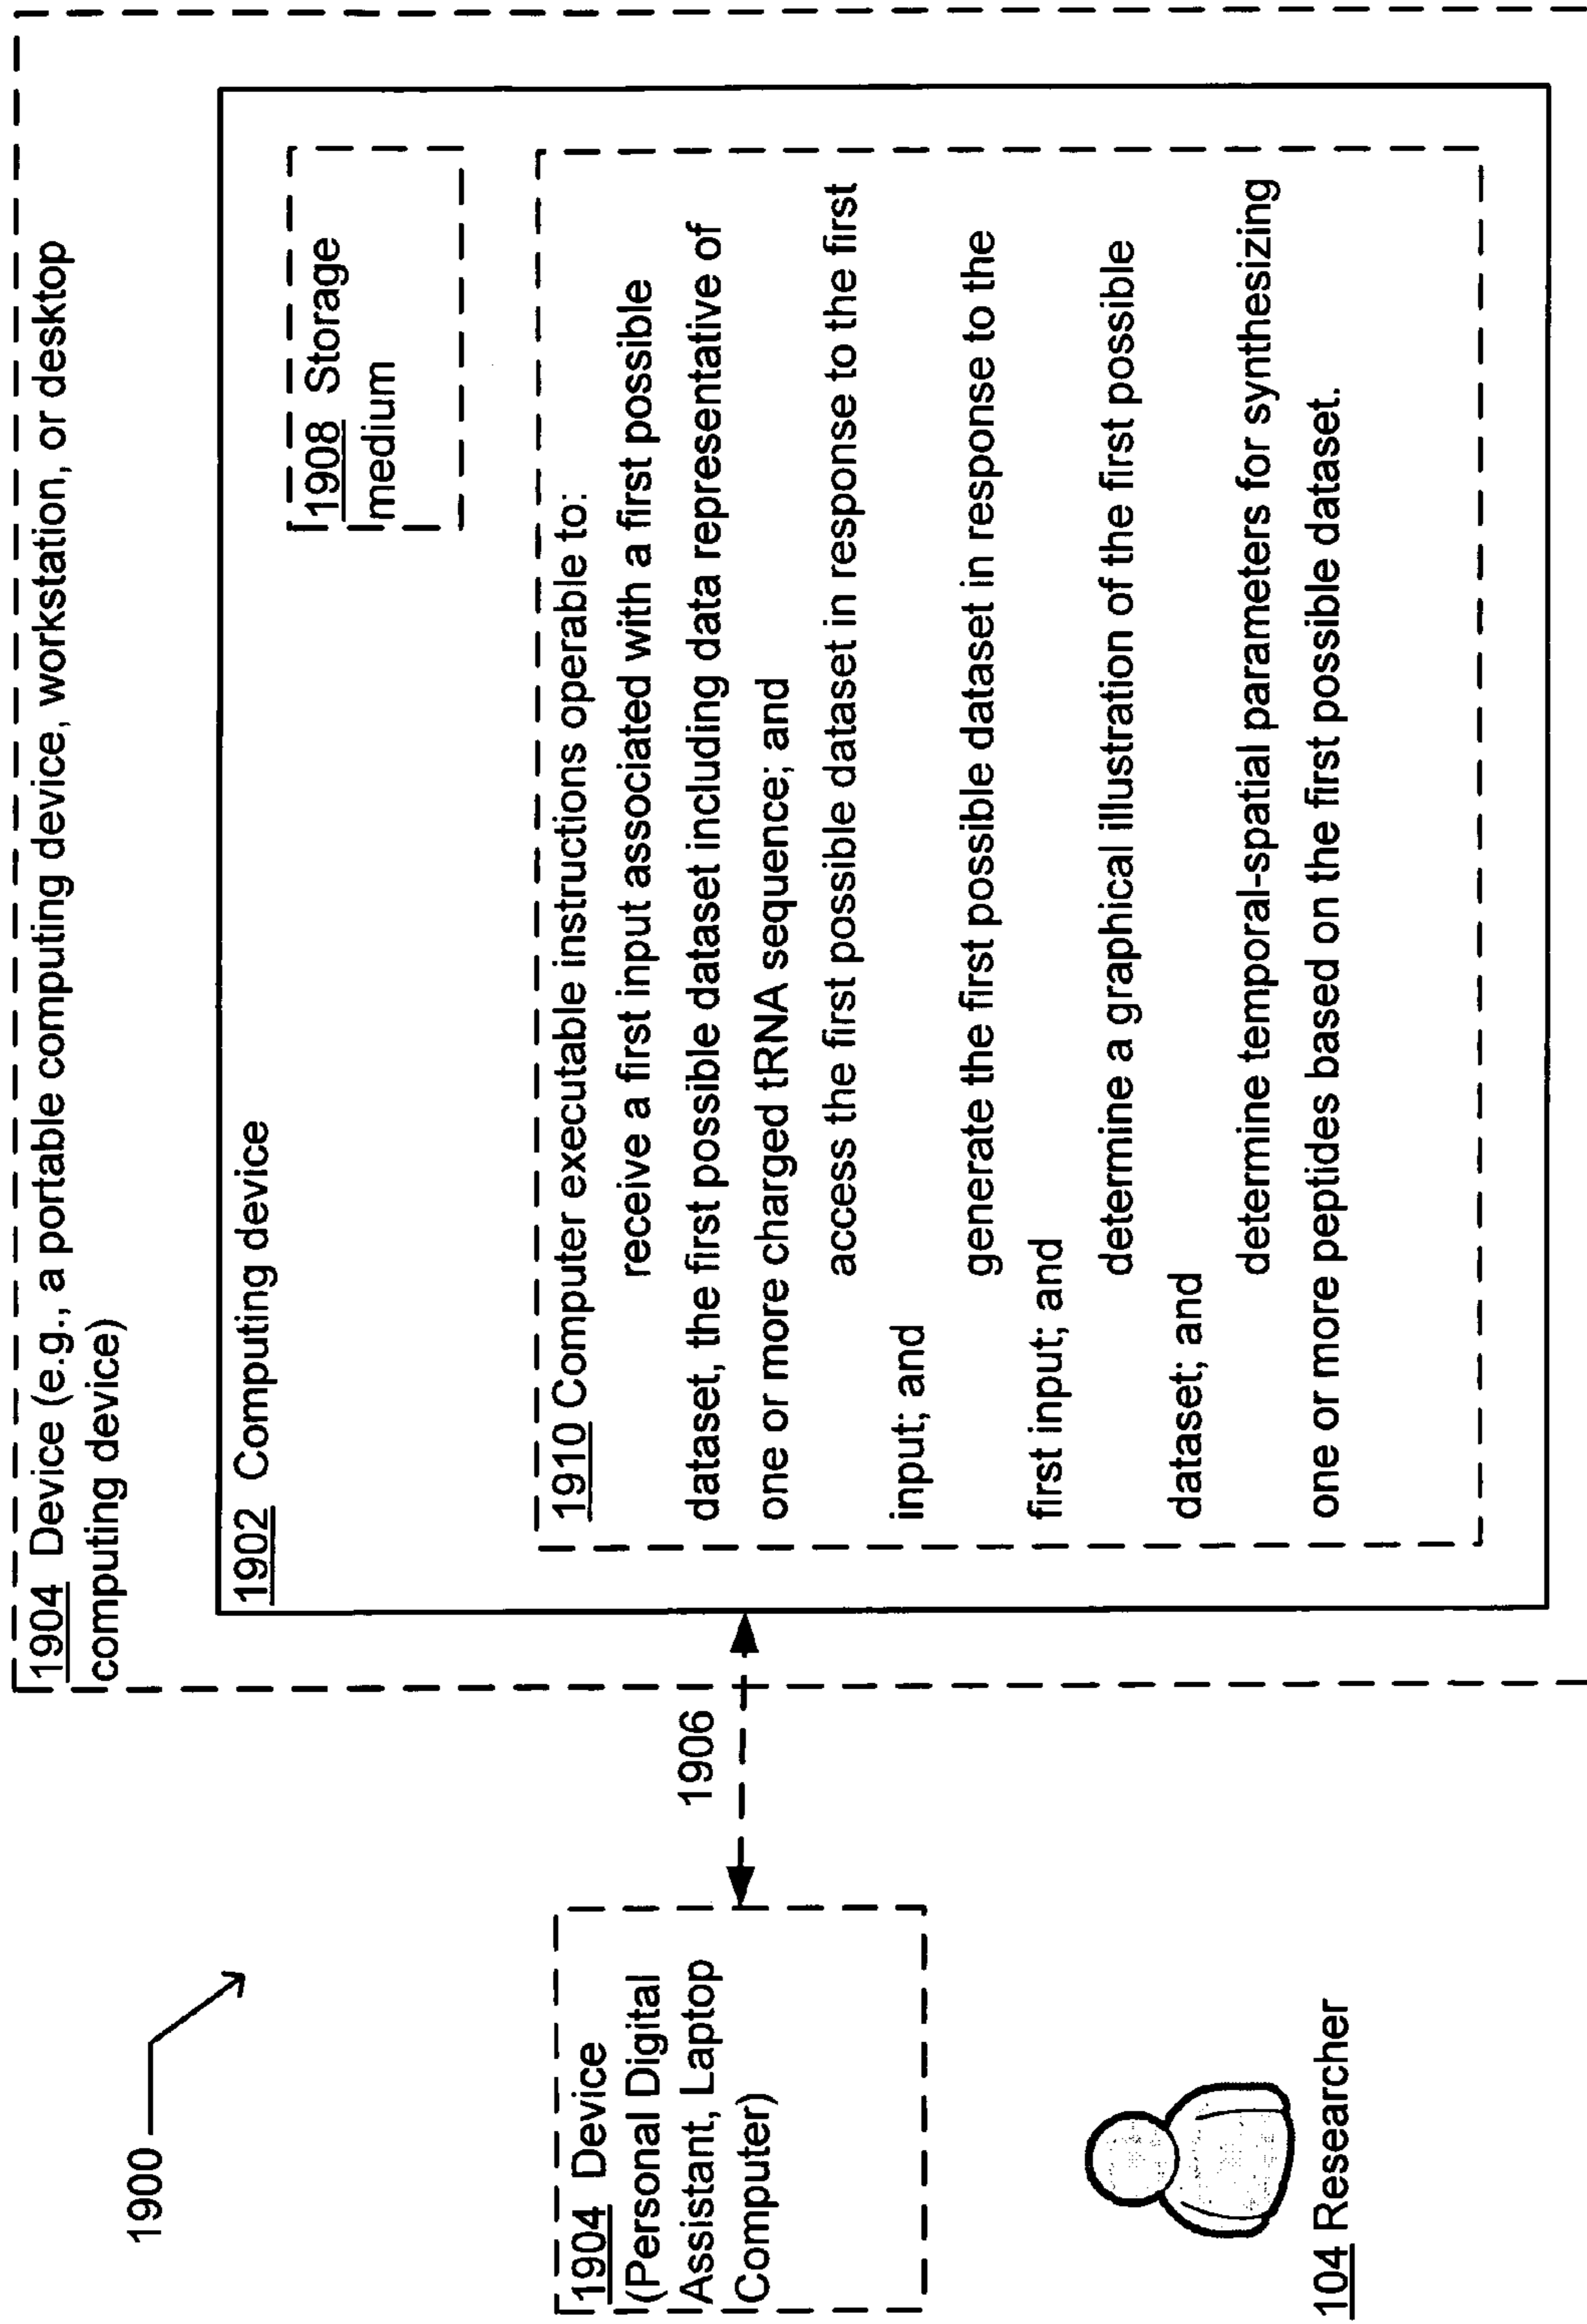 1900
1904 Device (e.g., a portable computing device, workstation, or desktop
computing device)
1902 Computing device
1908 Storage
medium
1910 Computer executable instructions operable to:
receive a first input associated with a first possible
dataset, the first possible dataset including data representative of
one or more charged tRNA sequence; and
access the first possible dataset in response to the first
input; and
generate the first possible dataset in response to the
first input; and
determine a graphical illustration of the first possible
dataset; and
determine temporal-spatial parameters for synthesizing
one or more peptides based on the first possible dataset.
1906
1904 Device
(Personal Digital
Assistant, Laptop
Computer)
104 Researcher